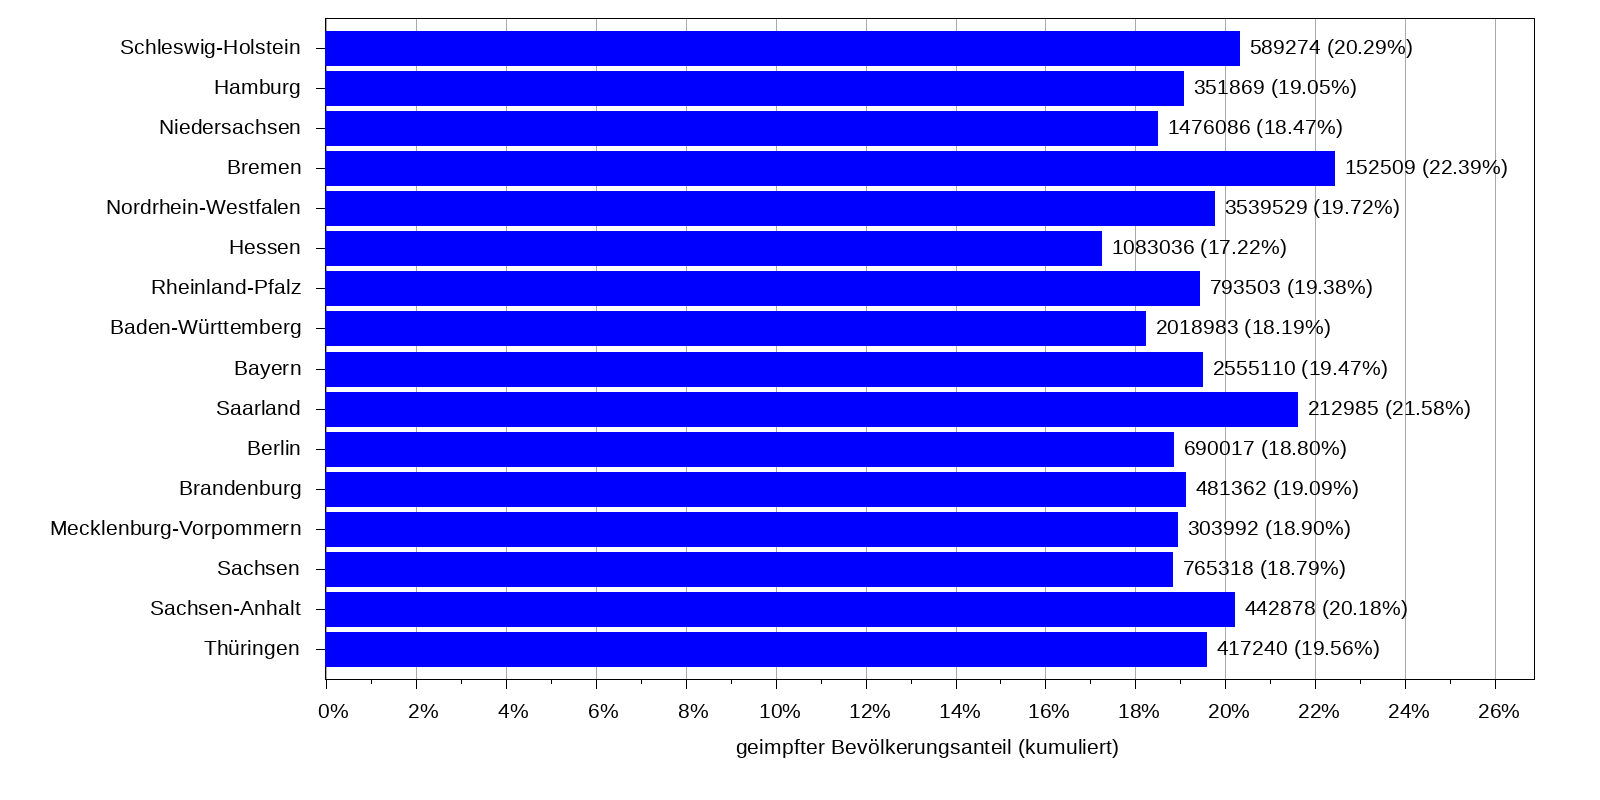 Schleswig-Holstein 589274 (20.29%)
Hamburg 351869 (19.05%)
Niedersachsen 1476086 (18.47%)
Bremen 152509 (22.39%)
Nordrhein-Westfalen 3539529 (19.72%)
Hessen 1083036 (17.22%)
Rheinland-Pfalz 793503 (19.38%)
Baden-Württemberg 2018983 (18.19%)
Bayern 2555110 (19.47%)
Saarland 212985 (21.58%)
Berlin 690017 (18.80%)
Brandenburg 481362 (19.09%)
Mecklenburg-Vorpommern 303992 (18.90%)
Sachsen 765318 (18.79%)
Sachsen-Anhalt 442878 (20.18%)
Thüringen 417240 (19.56%)
0% 2% 4% 6% 8% 10% 12% 14% 16% 18% 20% 22% 24% 26%
geimpfter Bevölkerungsanteil (kumuliert)